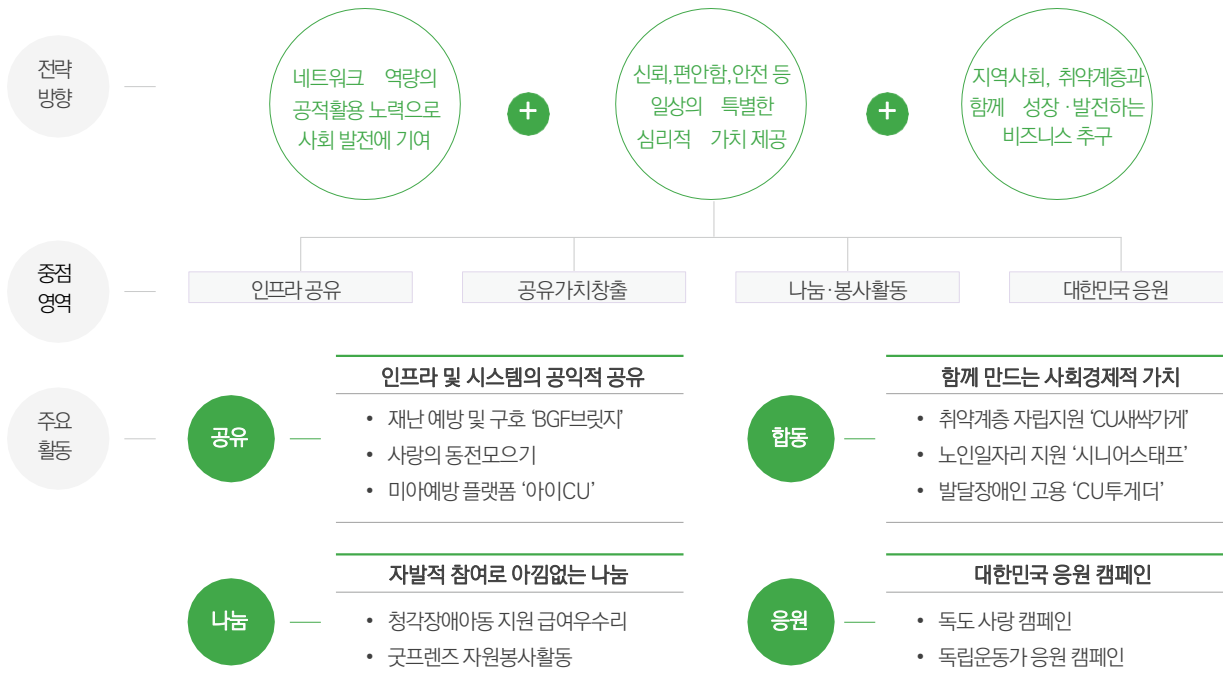 전략
방향
네트워크 역량의
공적활용 노력으로
사회 발전에 기여
+
신뢰,편안함,안전 등
일상의 특별한
심리적 가치 제공
+
지역사회, 취약계층과
함께 성장·발전하는
비즈니스 추구
중점
영역
인프라 공유
공유가치창출
나눔·봉사활동
대한민국 응원
주요
활동
공유
인프라 및 시스템의 공익적 공유
• 재난 예방 및 구호 ‘BGF브릿지’
• 사랑의 동전모으기
• 미아예방 플랫폼 ‘아이CU’
합동
함께 만드는 사회경제적 가치
• 취약계층 자립지원 ‘CU새싹가게’
• 노인일자리 지원 ‘시니어스태프’
• 발달장애인 고용 ‘CU투게더’
나눔
자발적 참여로 아낌없는 나눔
• 청각장애아동 지원 급여우수리
• 굿프렌즈 자원봉사활동
응원
대한민국 응원 캠페인
• 독도 사랑 캠페인
• 독립운동가 응원 캠페인